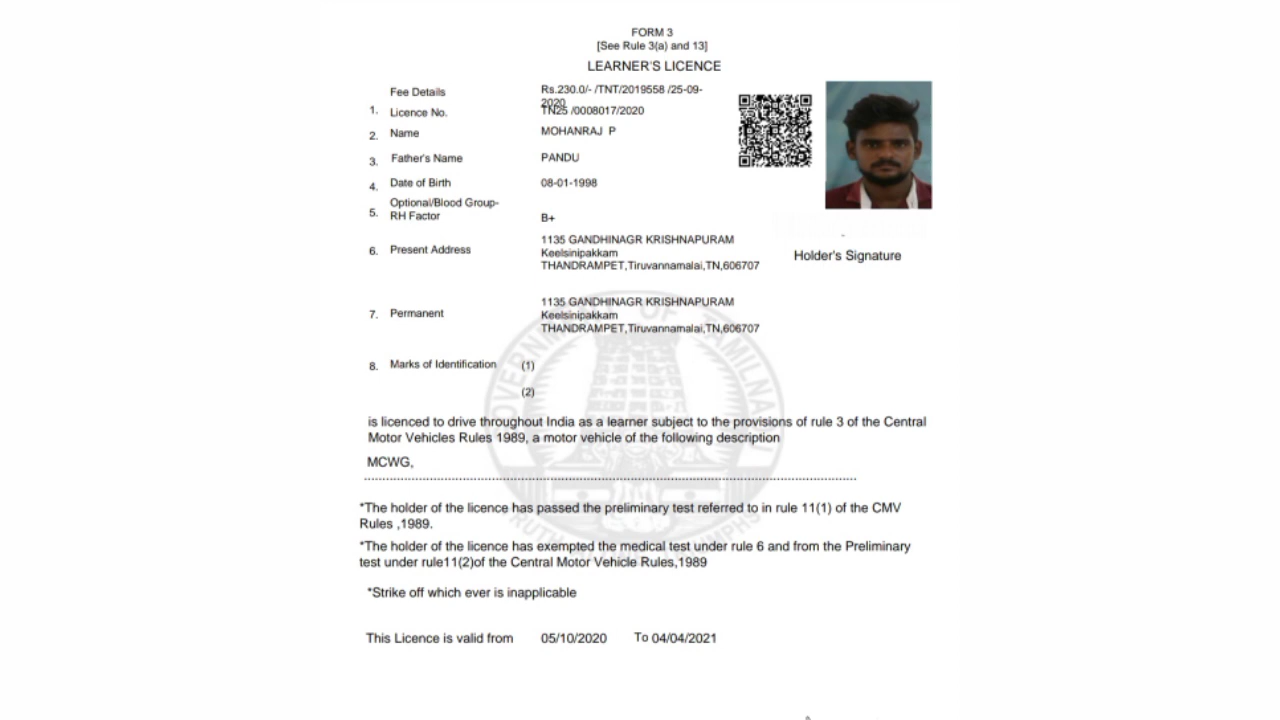 FORM 3
[See Rule 3(a) and 13]
LEARNER'S LICENCE
Fee Details Rs.230.0/- /TNT/2019558 /25-09-
2020
1. Licence No. TN25 /0008017/2020
2. Name MOHANRAJ P
3. Father's Name PANDU
4. Date of Birth 08-01-1998
Optional/Blood Group-
5. RH Factor B+
Holder's Signature
6. Present Address 1135 GANDHINAGR KRISHNAPURAM
Keelsinipakkam
THANDRAMPET,Tiruvannamalai,TN,606707
7. Permanent 1135 GANDHINAGR KRISHNAPURAM
Keelsinipakkam
THANDRAMPET,Tiruvannamalai,TN,606707
8. Marks of Identification (1)
(2)
is licenced to drive throughout India as a learner subject to the provisions of rule 3 of the Central
Motor Vehicles Rules 1989, a motor vehicle of the following description
MCWG,
*The holder of the licence has passed the preliminary test referred to in rule 11(1) of the CMV
Rules ,1989.
*The holder of the licence has exempted the medical test under rule 6 and from the Preliminary
test under rule11(2)of the Central Motor Vehicle Rules,1989
*Strike off which ever is inapplicable
This Licence is valid from 05/10/2020 To 04/04/2021
GOVERNMENT OF TAMILNADU